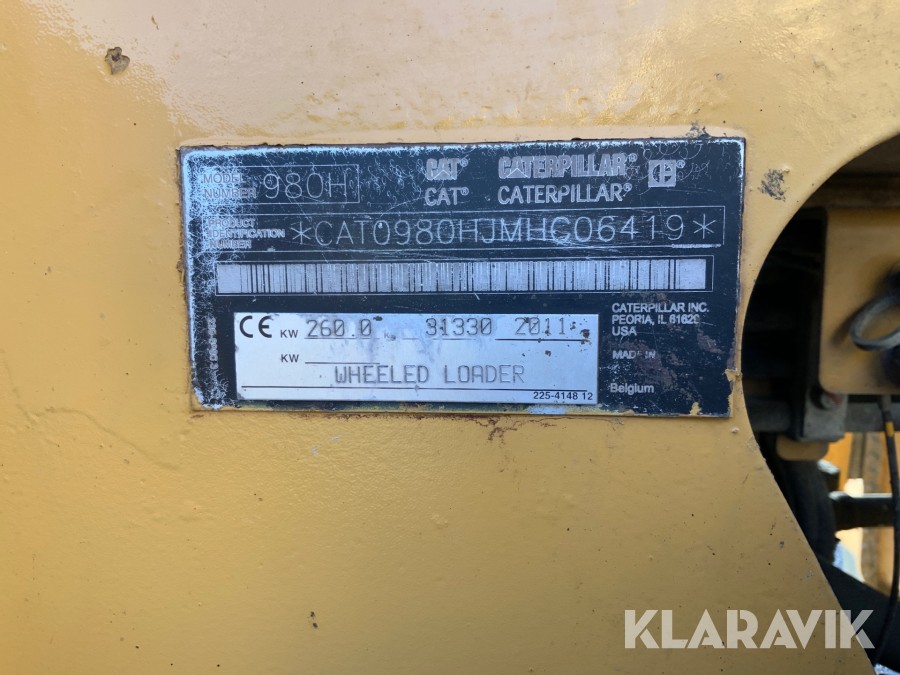 MODEL NUMBER 980H
CAT® CATERPILLAR®
CAT® CATERPILLAR®
PRODUCT IDENTIFICATION NUMBER *CAT0980HJMHC06419*
CE KW 260.0 31330 2011
KW
WHEELED LOADER
225-4148 12
CATERPILLAR INC.
PEORIA, IL 61629
USA
MADE IN
Belgium
KLARAVIK